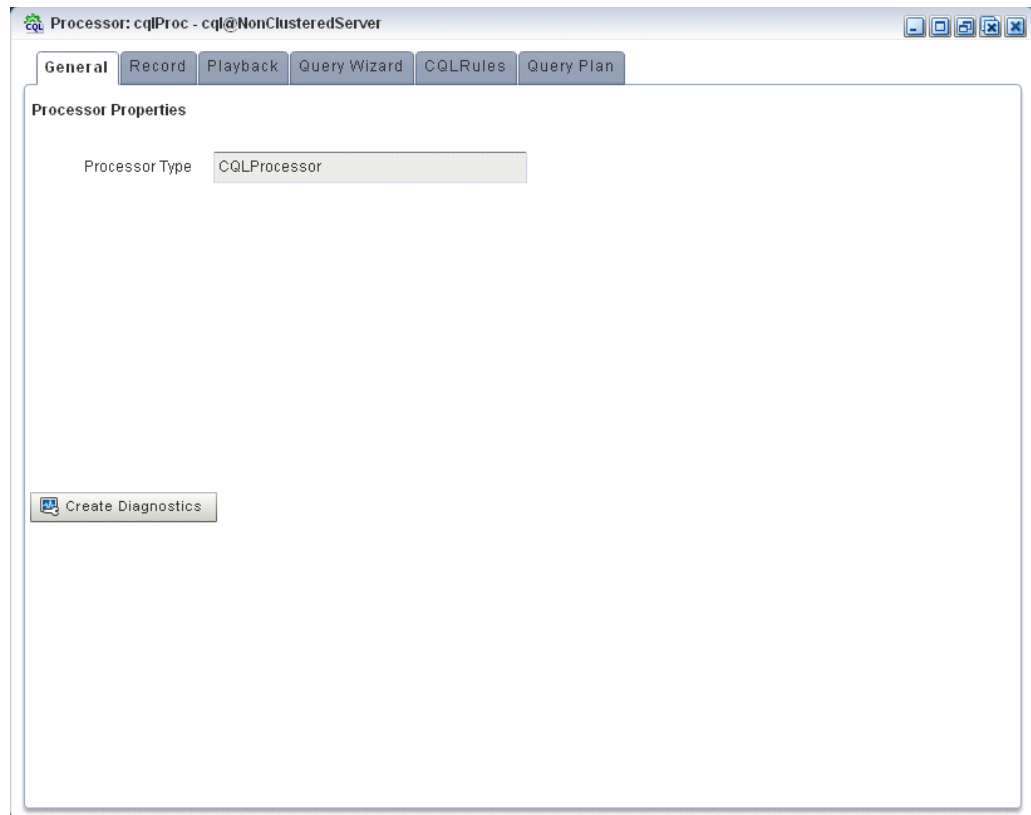 CQL Processor: cqlProc - cql@NonClusteredServer
General Record Playback Query Wizard CQLRules Query Plan
Processor Properties
Processor Type CQLProcessor
Create Diagnostics